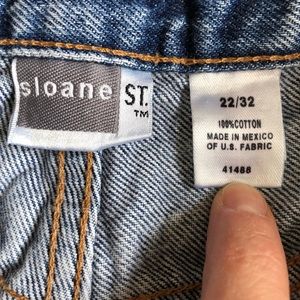 sloane ST.
TM
22/32
100% COTTON
MADE IN MEXICO
OF U.S. FABRIC
41488